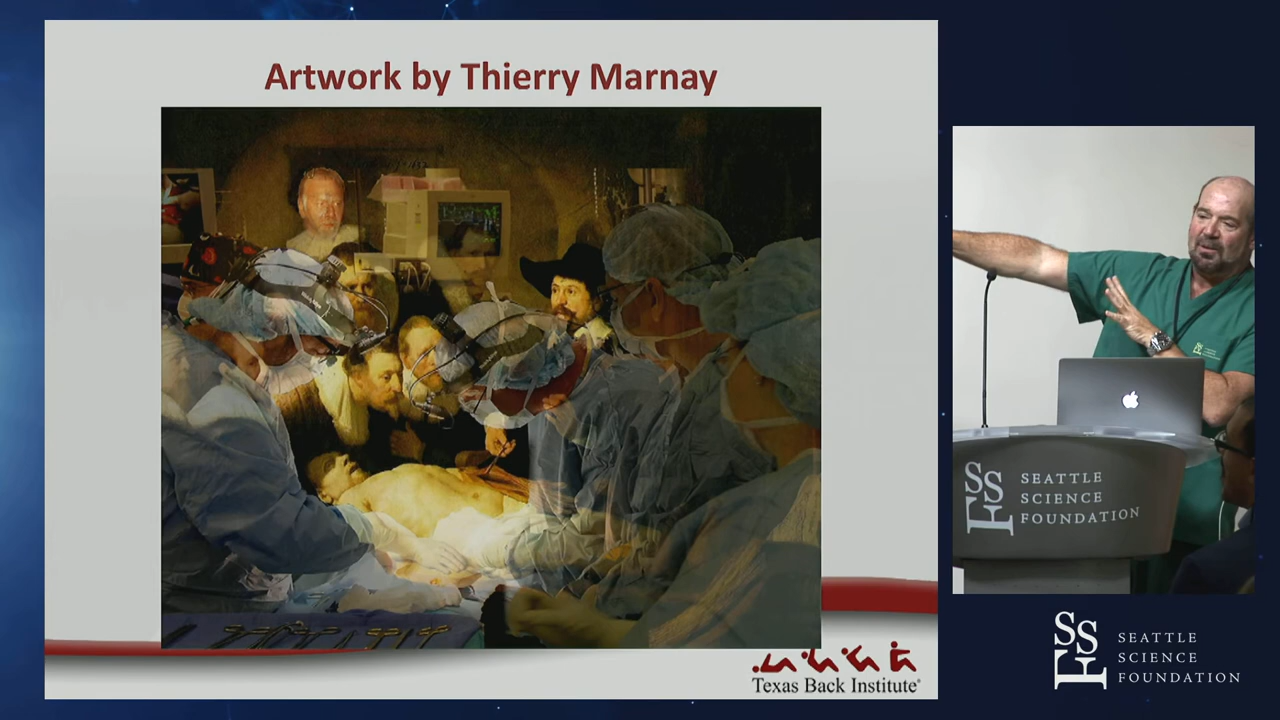 Artwork by Thierry Marnay
Texas Back Institute®
SEATTLE
SCIENCE
FOUNDATION
SEATTLE
SCIENCE
FOUNDATION